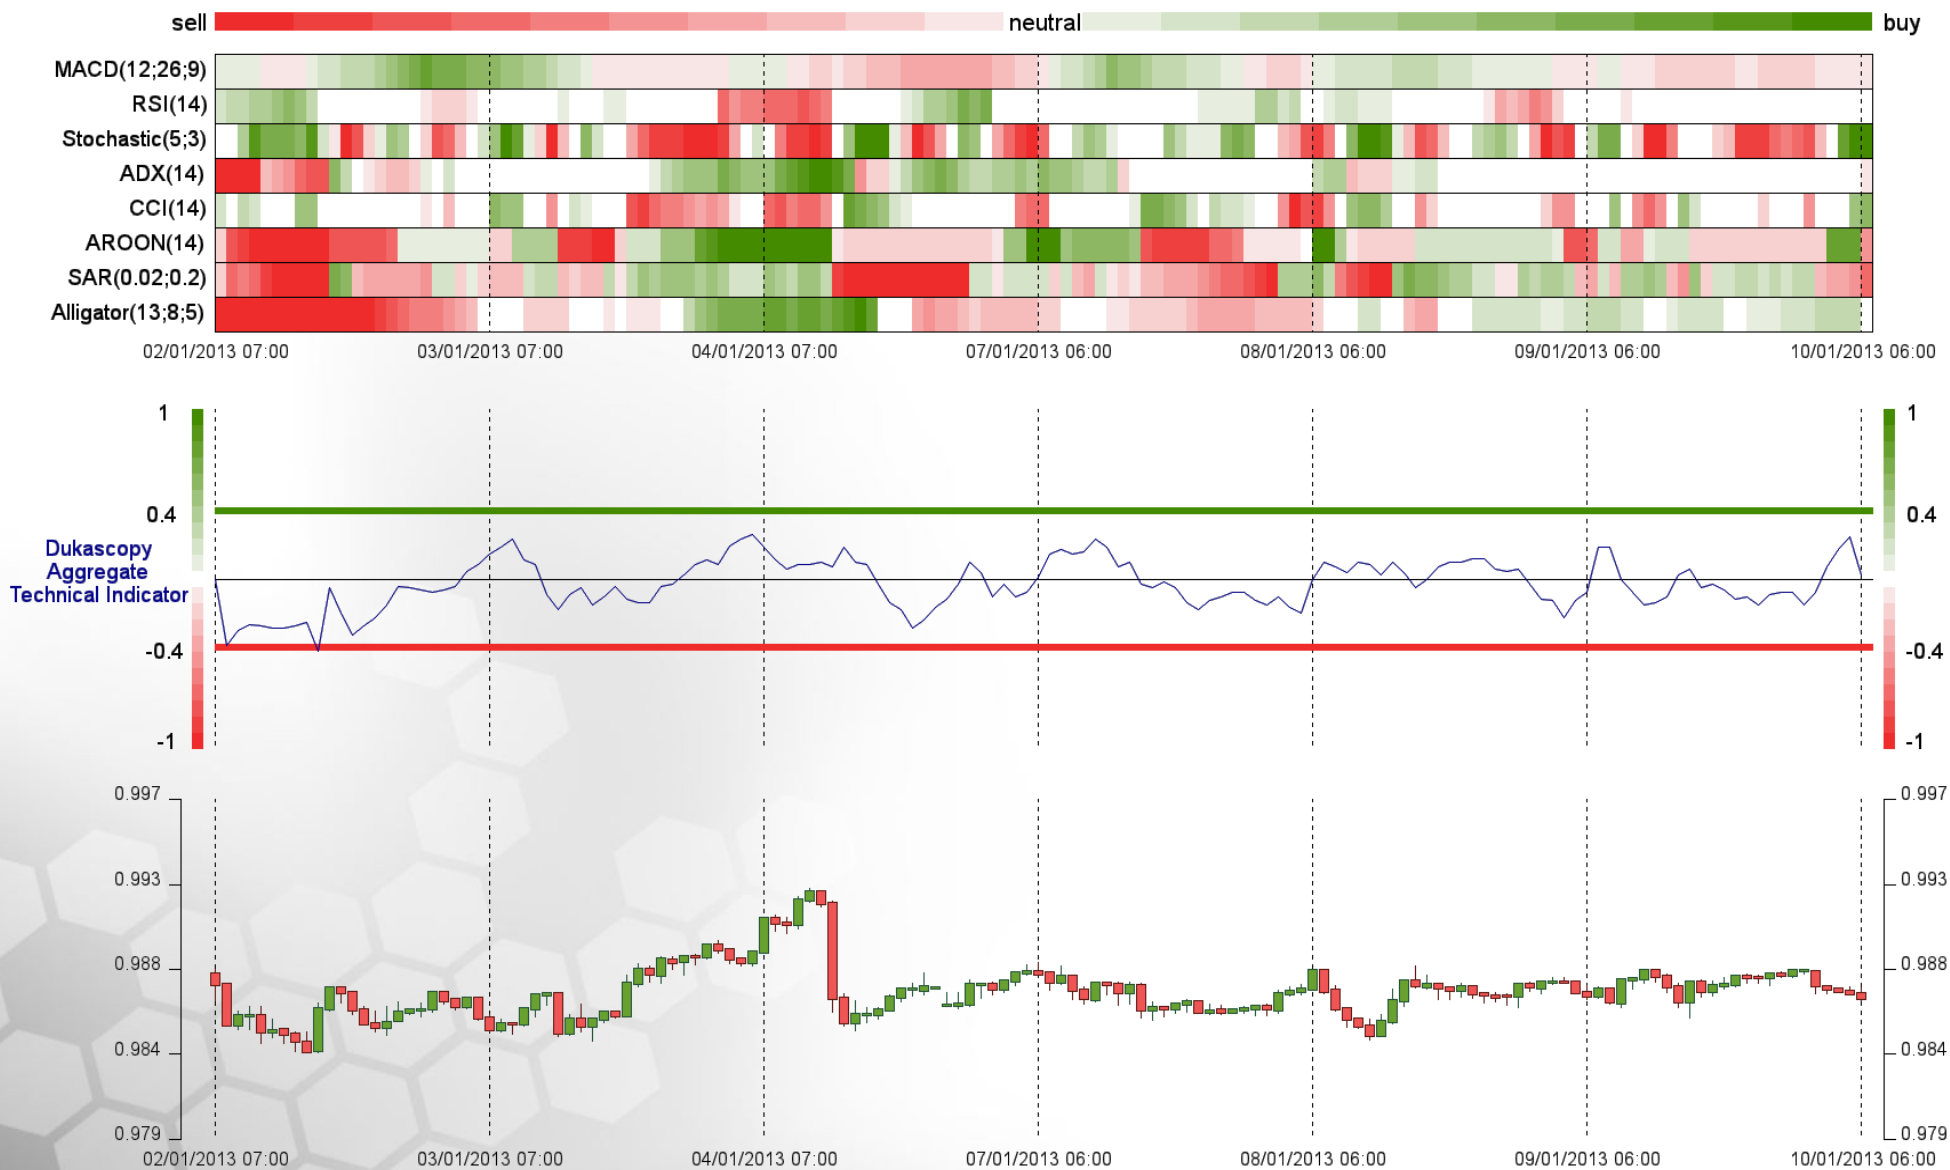 sell neutral buy
MACD(12;26;9)
RSI(14)
Stochastic(5;3)
ADX(14)
CCI(14)
AROON(14)
SAR(0.02;0.2)
Alligator(13;8;5)
02/01/2013 07:00 03/01/2013 07:00 04/01/2013 07:00 07/01/2013 06:00 08/01/2013 06:00 09/01/2013 06:00 10/01/2013 06:00
1 1
0.4 0.4
Dukascopy
Aggregate
Technical Indicator
-0.4 -0.4
-1 -1
0.997 0.997
0.993 0.993
0.988 0.988
0.984 0.984
0.979 0.979
02/01/2013 07:00 03/01/2013 07:00 04/01/2013 07:00 07/01/2013 06:00 08/01/2013 06:00 09/01/2013 06:00 10/01/2013 06:00